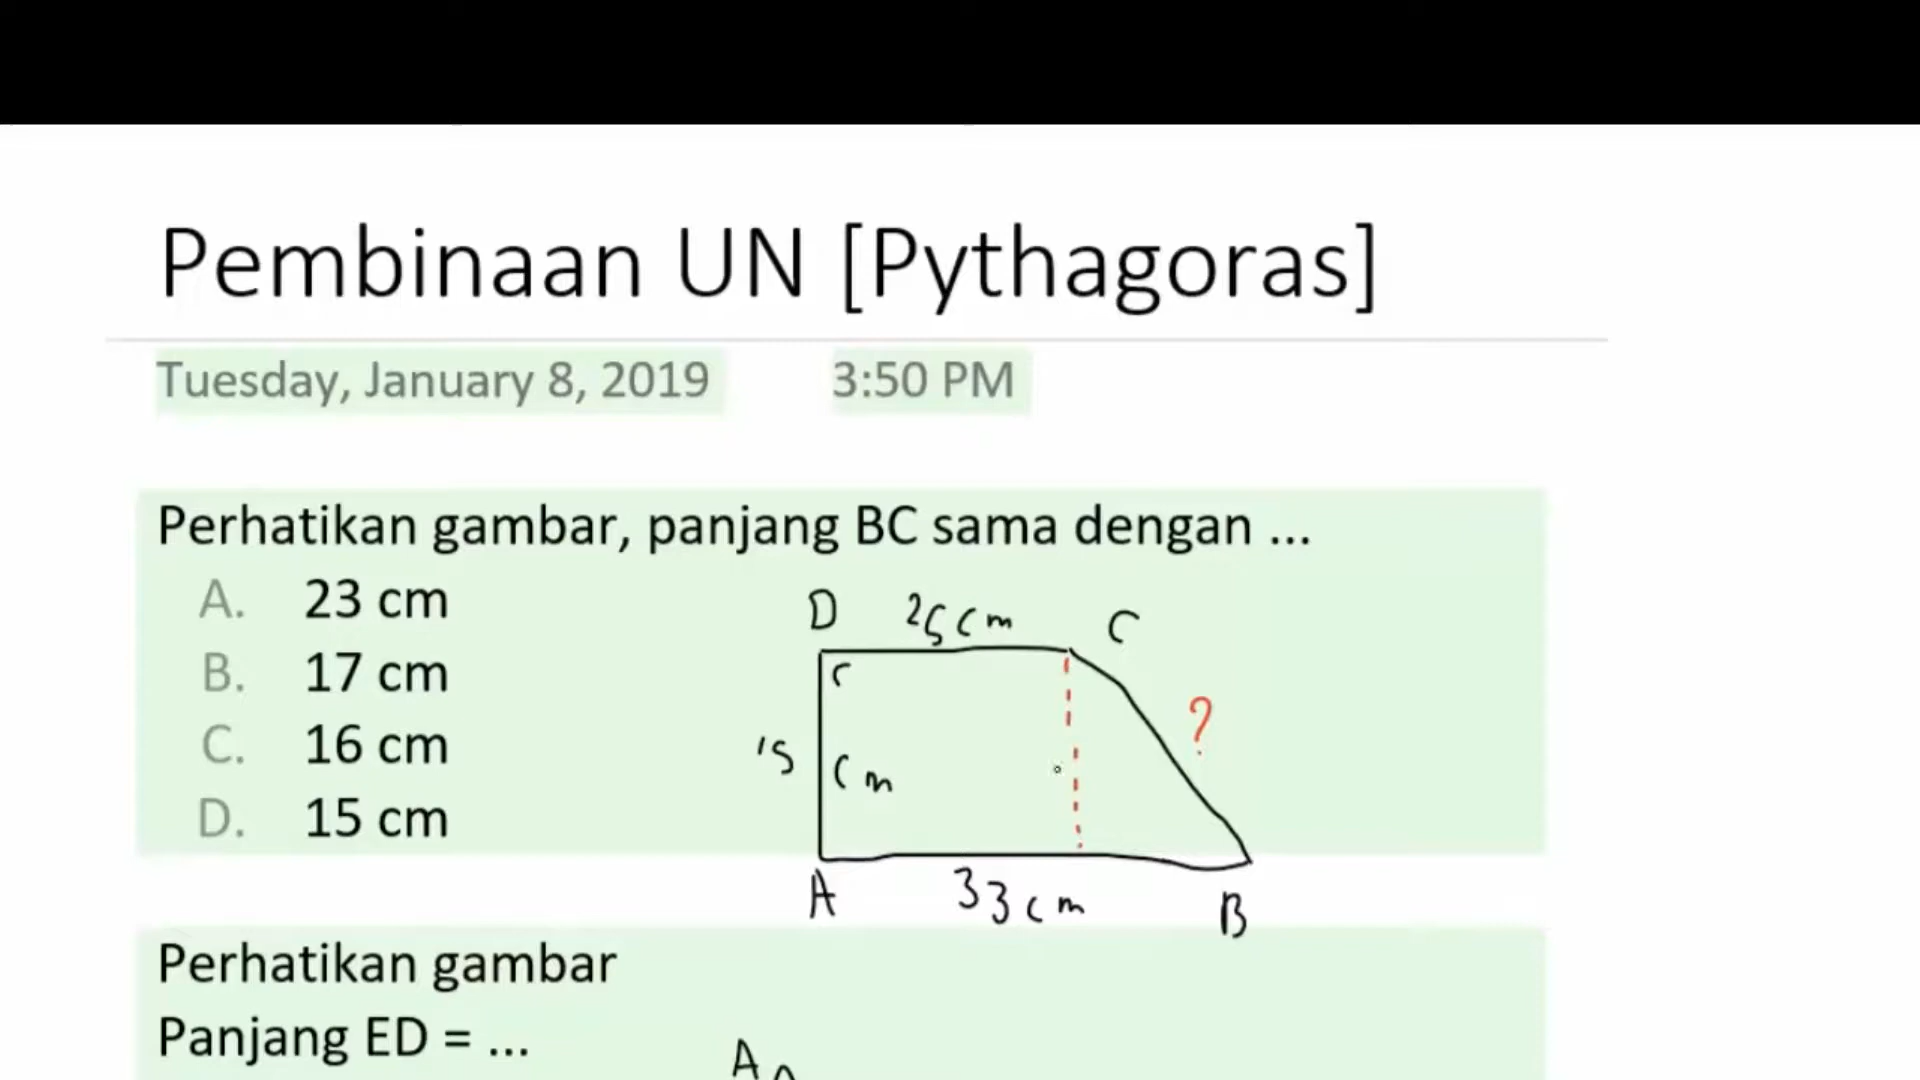 Pembinaan UN [Pythagoras]
Tuesday, January 8, 2019 3:50 PM
Perhatikan gambar, panjang BC sama dengan ...
A. 23 cm
B. 17 cm
C. 16 cm
D. 15 cm
D 25 cm C
?
15 cm
A 33 cm B
Perhatikan gambar
Panjang ED = ...
A